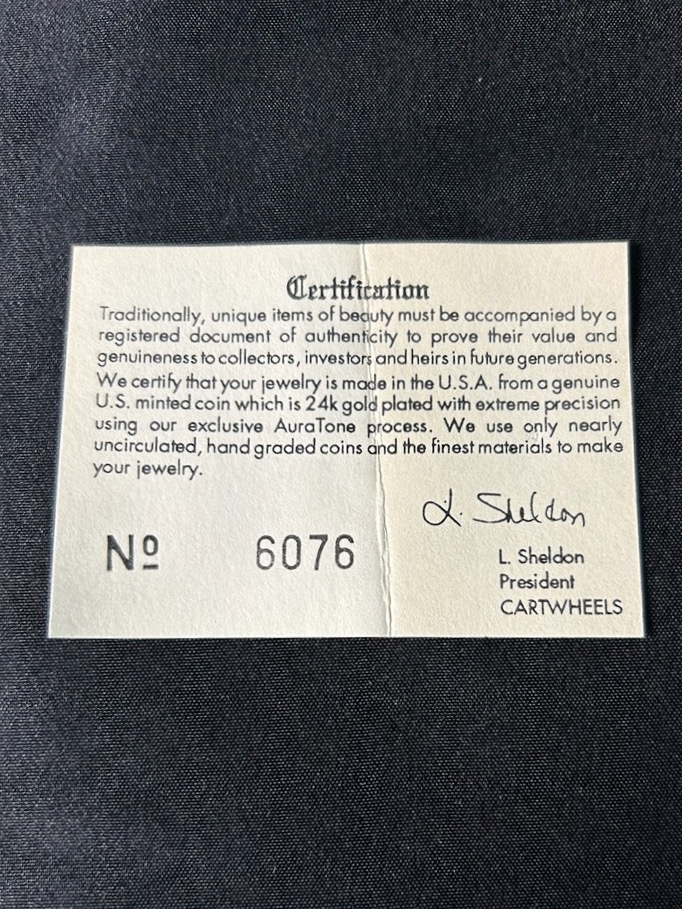 Certification
Traditionally, unique items of beauty must be accompanied by a
registered document of authenticity to prove their value and
genuineness to collectors, investors and heirs in future generations.
We certify that your jewelry is made in the U.S.A. from a genuine
U.S. minted coin which is 24k gold plated with extreme precision
using our exclusive AuraTone process. We use only nearly
uncirculated, hand graded coins and the finest materials to make
your jewelry.
L. Sheldon
Nº 6076
L. Sheldon
President
CARTWHEELS